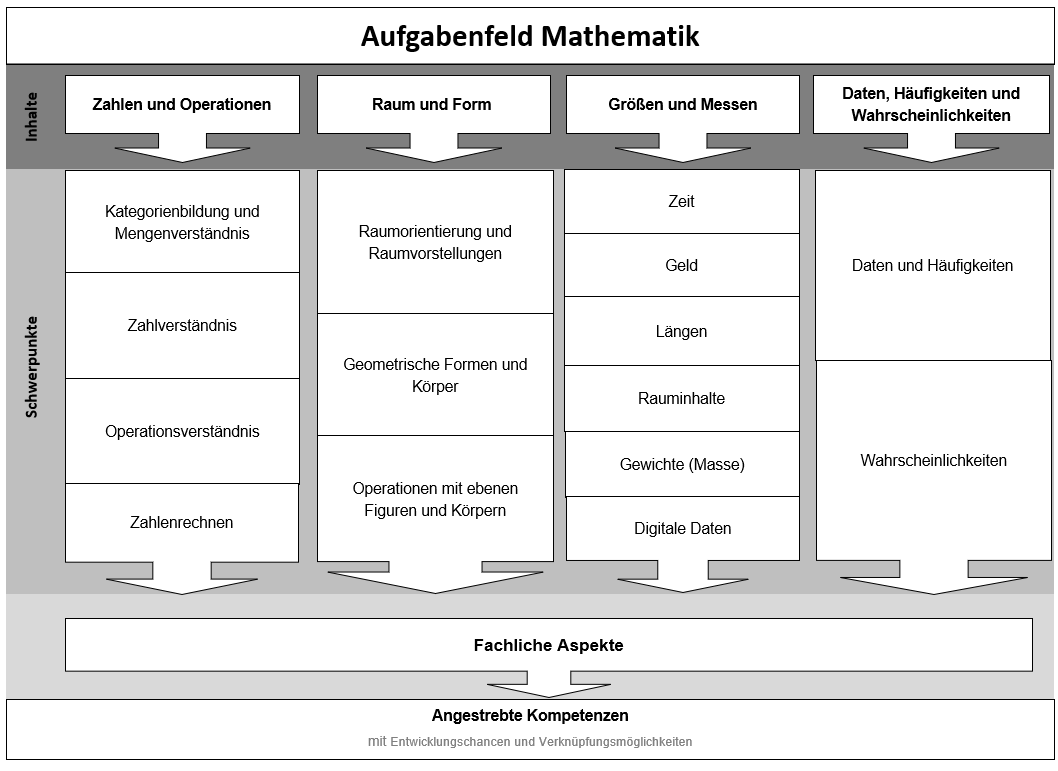 Aufgabenfeld Mathematik
Inhalte
Zahlen und Operationen
Raum und Form
Größen und Messen
Daten, Häufigkeiten und
Wahrscheinlichkeiten
Schwerpunkte
Kategorienbildung und
Mengenverständnis
Zahlverständnis
Operationsverständnis
Zahlenrechnen
Raumorientierung und
Raumvorstellungen
Geometrische Formen und
Körper
Operationen mit ebenen
Figuren und Körpern
Zeit
Geld
Längen
Rauminhalte
Gewichte (Masse)
Digitale Daten
Daten und Häufigkeiten
Wahrscheinlichkeiten
Fachliche Aspekte
Angestrebte Kompetenzen
mit Entwicklungschancen und Verknüpfungsmöglichkeiten